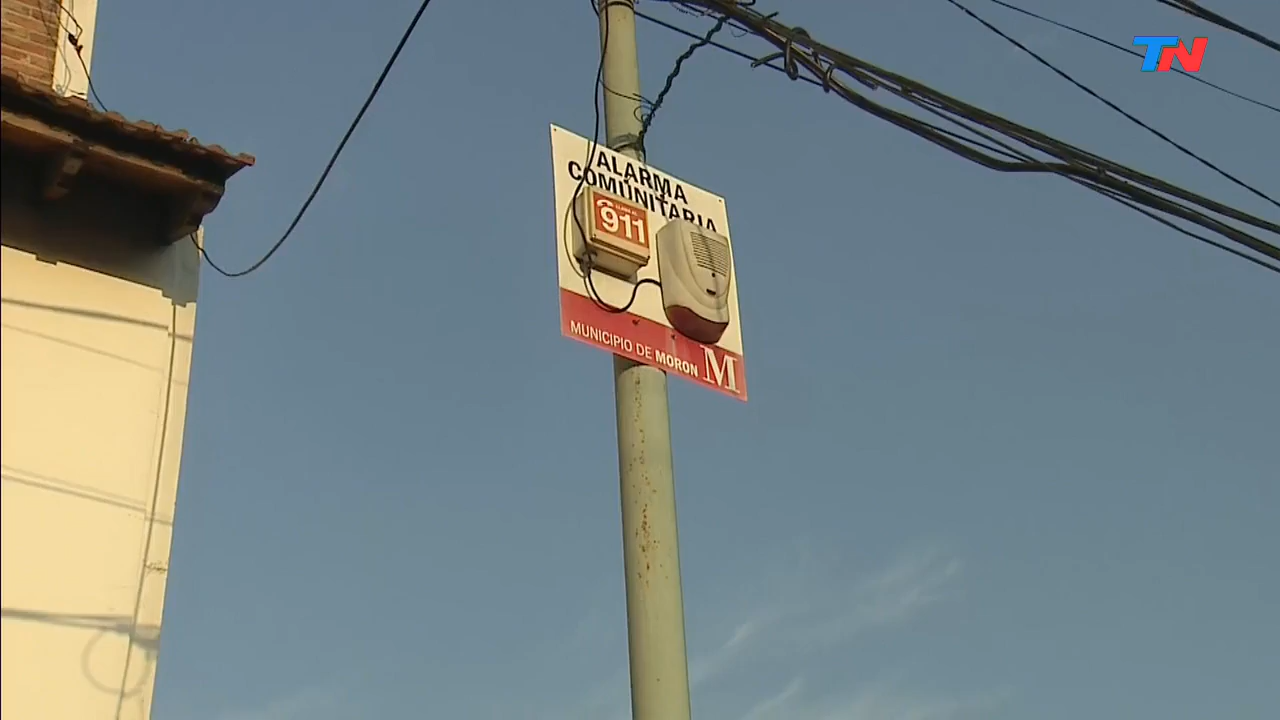 TN
ALARMA
COMUNITARIA
911
MUNICIPIO DE MORON M